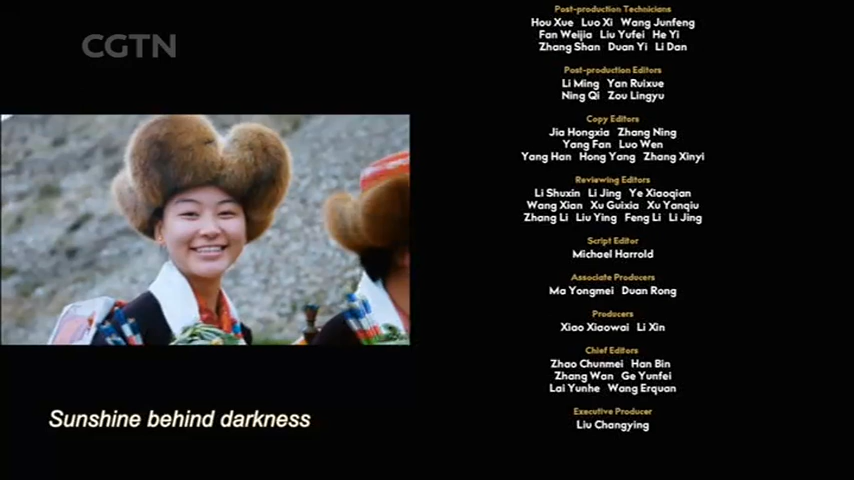 CGTN
Post-production Technicians
Hou Xue Luo Xi Wang Junfeng
Fan Weijia Liu Yufei He Yi
Zhang Shan Duan Yi Li Dan
Post-production Editors
Li Ming Yan Ruixue
Ning Qi Zou Lingyu
Copy Editors
Jia Hongxia Zhang Ning
Yang Fan Luo Wen
Yang Han Hong Yang Zhang Xinyi
Reviewing Editors
Li Shuxin Li Jing Ye Xiaoqian
Wang Xian Xu Guixia Xu Yanqiu
Zhang Li Liu Ying Feng Li Li Jing
Script Editor
Michael Harrold
Associate Producers
Ma Yongmei Duan Rong
Producers
Xiao Xiaowai Li Xin
Chief Editors
Zhao Chunmei Han Bin
Zhang Wan Ge Yunfei
Lai Yunhe Wang Erquan
Executive Producer
Liu Changying
Sunshine behind darkness